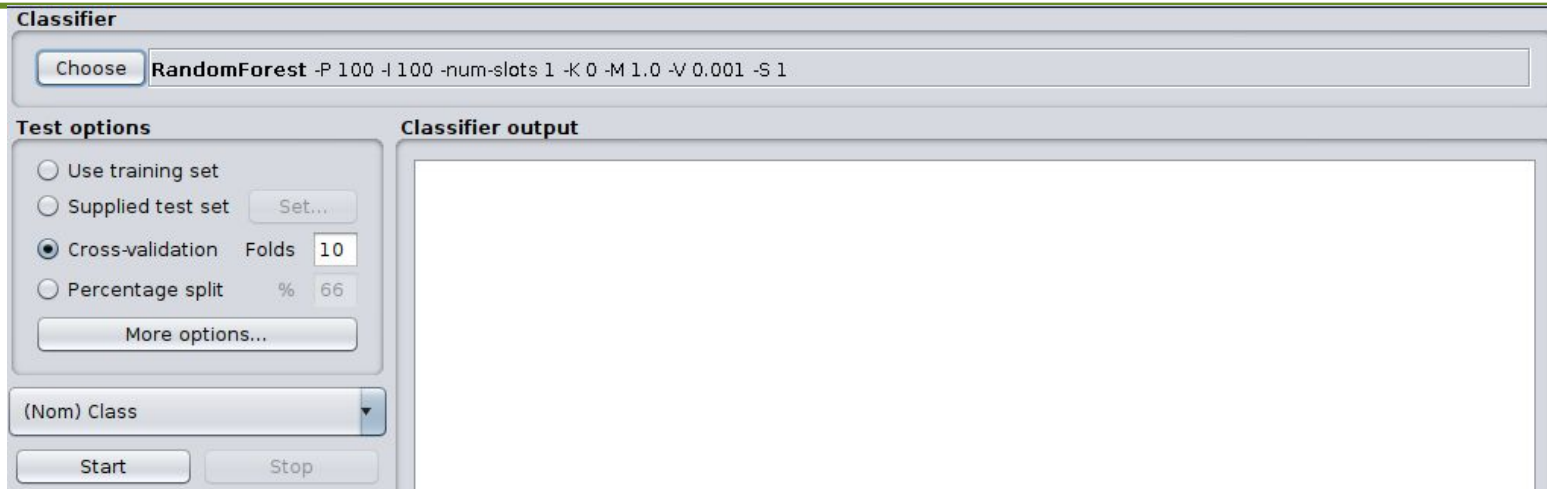 Classifier
Choose RandomForest -P 100 -I 100 -num-slots 1 -K 0 -M 1.0 -V 0.001 -S 1
Test options
Use training set
Supplied test set Set...
Cross-validation Folds 10
Percentage split % 66
More options...
(Nom) Class
Start Stop
Classifier output